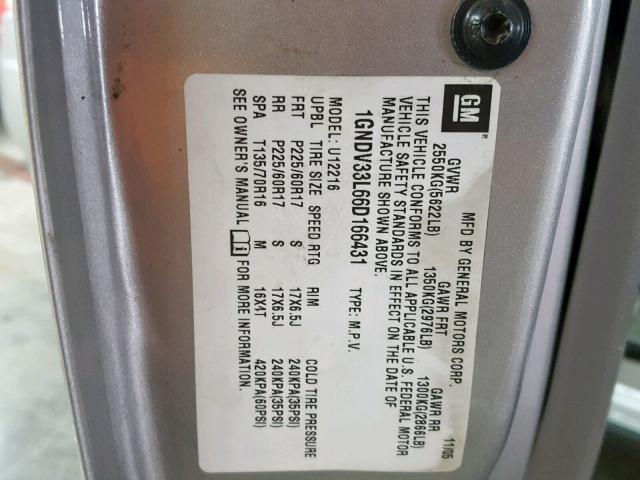 GM
MFD BY GENERAL MOTORS CORP. 11/05
GVWR GAWR FRT GAWR RR
2550KG(5622LB) 1350KG(2976LB) 1300KG(2866LB)
THIS VEHICLE CONFORMS TO ALL APPLICABLE U.S. FEDERAL MOTOR
VEHICLE SAFETY STANDARDS IN EFFECT ON THE DATE OF
MANUFACTURE SHOWN ABOVE.
1GNDV33L66D166431 TYPE: M.P.V.
MODEL: U12216
UPBL TIRE SIZE SPEED RTG RIM COLD TIRE PRESSURE
FRT P225/60R17 S 17X6.5J 240KPA(35PSI)
RR P225/60R17 S 17X6.5J 240KPA(35PSI)
SPA T135/70R16 M 16X4T 420KPA(60PSI)
SEE OWNER'S MANUAL FOR MORE INFORMATION.